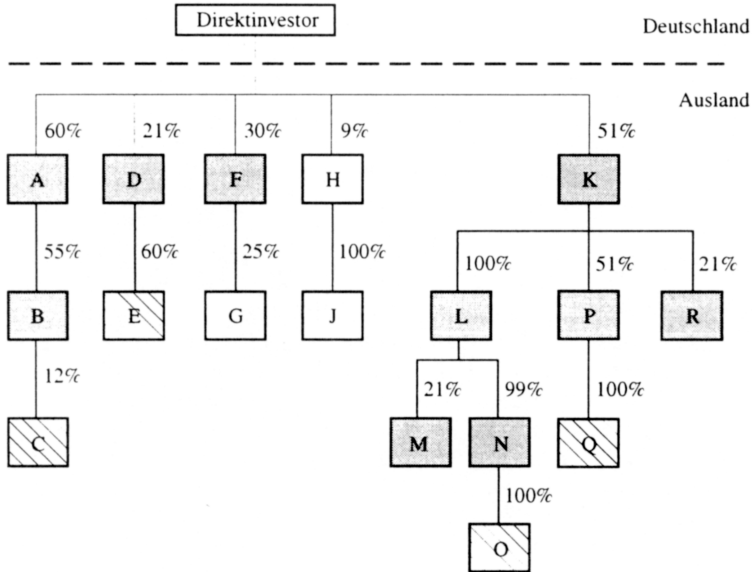 Direktinvestor
Deutschland
Ausland
60% 21% 30% 9% 51%
A D F H K
55% 60% 25% 100% 100% 51% 21%
B E G J L P R
12% 21% 99% 100%
C M N Q
100%
O